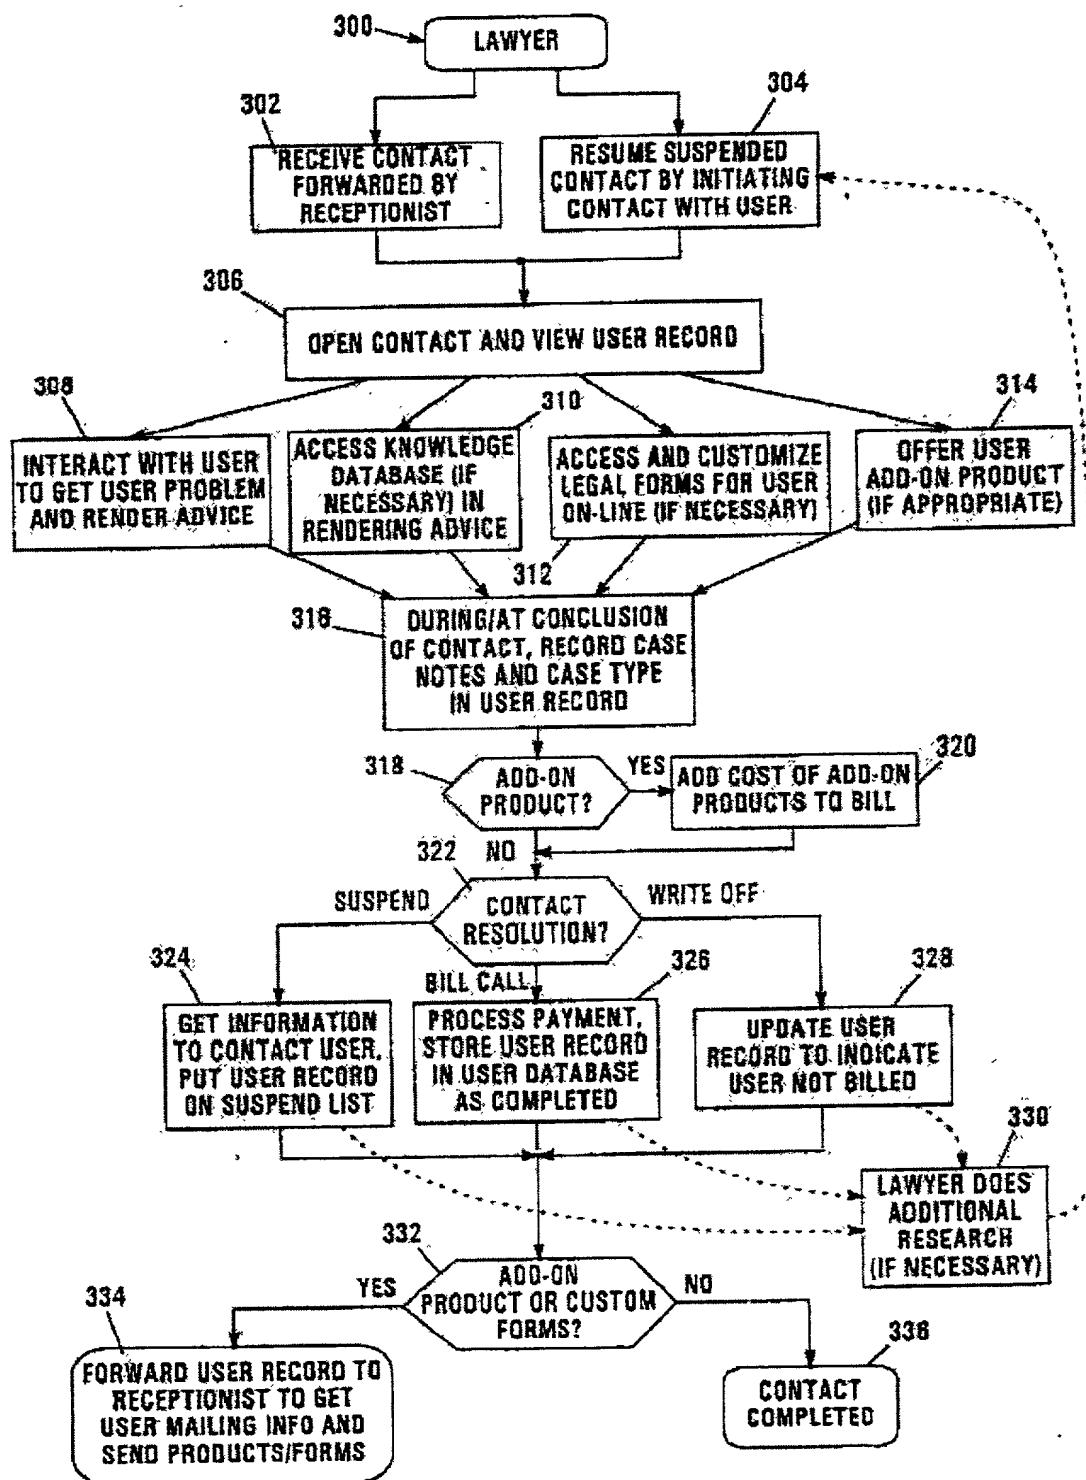 300
LAWYER
302
304
RECEIVE CONTACT
FORWARDED BY
RECEPTIONIST
RESUME SUSPENDED
CONTACT BY INITIATING
CONTACT WITH USER
306
OPEN CONTACT AND VIEW USER RECORD
308
310
314
INTERACT WITH USER
TO GET USER PROBLEM
AND RENDER ADVICE
ACCESS KNOWLEDGE
DATABASE (IF
NECESSARY) IN
RENDERING ADVICE
ACCESS AND CUSTOMIZE
LEGAL FORMS FOR USER
ON-LINE (IF NECESSARY)
OFFER USER
ADD-ON PRODUCT
(IF APPROPRIATE)
312
316
DURING/AT CONCLUSION
OF CONTACT, RECORD CASE
NOTES AND CASE TYPE
IN USER RECORD
318
ADD-ON
PRODUCT?
YES
320
ADD COST OF ADD-ON
PRODUCTS TO BILL
NO
322
SUSPEND
CONTACT
RESOLUTION?
WRITE OFF
324
BILL CALL
326
328
GET INFORMATION
TO CONTACT USER,
PUT USER RECORD
ON SUSPEND LIST
PROCESS PAYMENT,
STORE USER RECORD
IN USER DATABASE
AS COMPLETED
UPDATE USER
RECORD TO INDICATE
USER NOT BILLED
330
LAWYER DOES
ADDITIONAL
RESEARCH
(IF NECESSARY)
332
YES
ADD-ON
PRODUCT OR CUSTOM
FORMS?
NO
334
336
FORWARD USER RECORD TO
RECEPTIONIST TO GET
USER MAILING INFO AND
SEND PRODUCTS/FORMS
CONTACT
COMPLETED